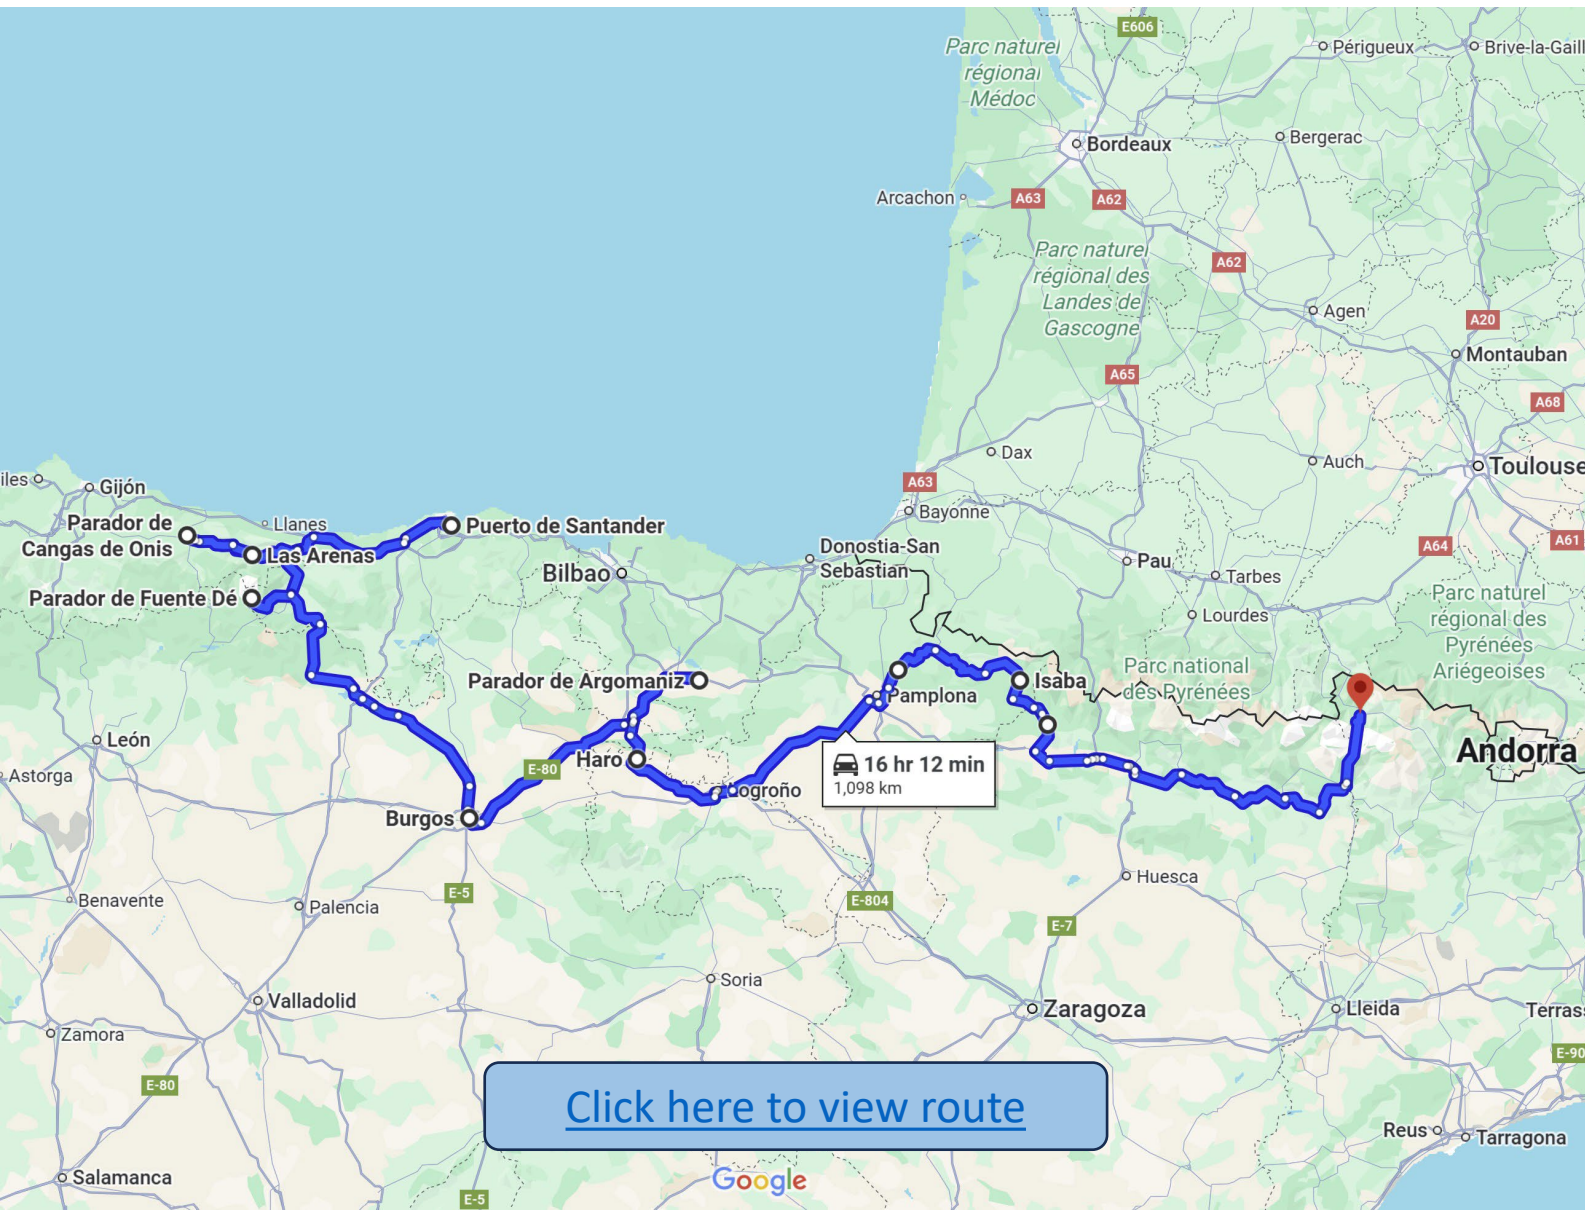 E606
Parc naturel
régional
Médoc
Périgueux
Brive-la-Gaill
Bordeaux
Bergerac
Arcachon
A63
A62
Parc naturel
régional des
Landes de
Gascogne
A62
Agen
A20
Montauban
A65
A68
Dax
Auch
Toulouse
iles
Gijón
A63
Bayonne
Parador de
Cangas de Onis
Llanes
Puerto de Santander
Las Arenas
Donostia-San
Sebastian
A64
A61
Bilbao
Pau
Tarbes
Parador de Fuente Dé
Lourdes
Parc naturel
régional des
Pyrénées
Ariégeoises
Parador de Argomaniz
Pamplona
Isaba
Parc national
des Pyrénées
León
Astorga
E-80
Haro
16 hr 12 min
1,098 km
Andorra
Logroño
Burgos
Benavente
Palencia
E-5
E-804
Huesca
E-7
Soria
Valladolid
Zaragoza
Lleida
Terras
Zamora
E-80
E-90
Click here to view route
Reus
Tarragona
Salamanca
Google
E-5